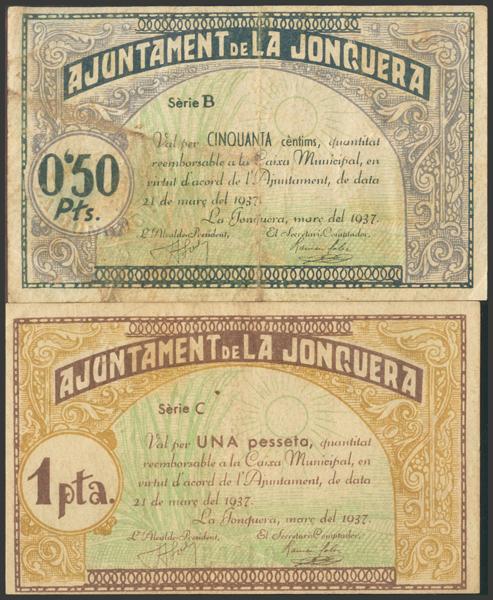 AJUNTAMENT DE LA JONQUERA
Sèrie B
Val per CINQUANTA cèntims, quantitat
reemborsable a la Caixa Municipal, en
virtut d'acord de l'Ajuntament, de data
21 de març del 1937.
La Jonquera, març del 1937.
L'Alcalde-President,
El Secretari Comptador,
0'50
Pts.
AJUNTAMENT DE LA JONQUERA
Sèrie C
Val per UNA pesseta, quantitat
reemborsable a la Caixa Municipal, en
virtut d'acord de l'Ajuntament, de data
21 de març del 1937.
La Jonquera, març del 1937.
L'Alcalde-President,
El Secretari Comptador,
1 pta.